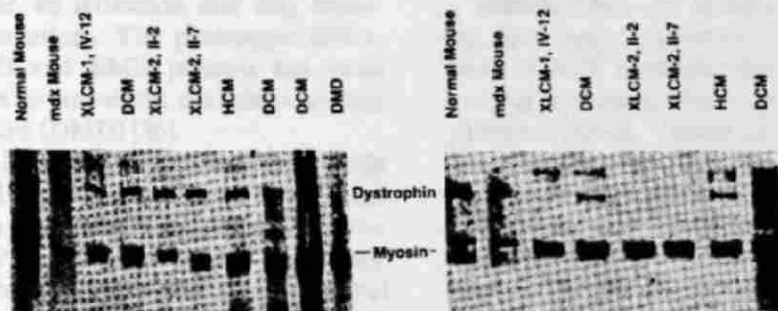 Normal Mouse
mdx Mouse
XLCM-1, IV-12
DCM
XLCM-2, II-2
XLCM-2, II-7
HCM
DCM
DCM
DMD
Normal Mouse
mdx Mouse
XLCM-1, IV-12
DCM
XLCM-2, II-2
XLCM-2, II-7
HCM
DCM
Dystrophin
— Myosin -